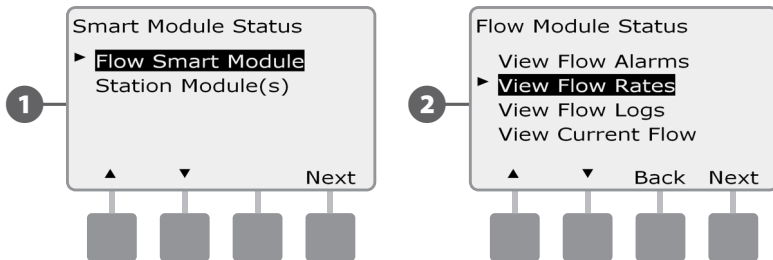 Smart Module Status
► Flow Smart Module
Station Module(s)
1
▲ ▼ Next
Flow Module Status
View Flow Alarms
► View Flow Rates
View Flow Logs
View Current Flow
2
▲ ▼ Back Next